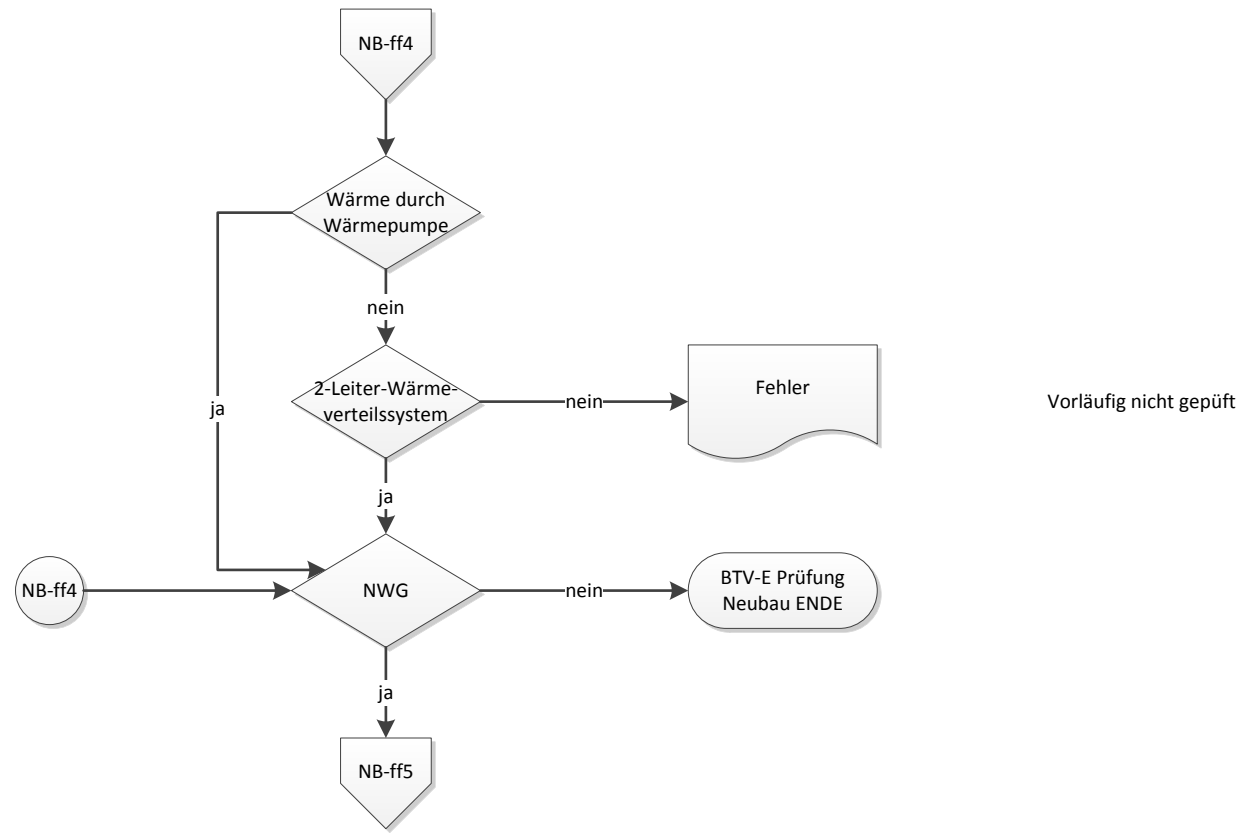 NB-ff4
Wärme durch
Wärmepumpe
nein
2-Leiter-Wärme-
verteilssystem
nein
Fehler
Vorläufig nicht gepüft
ja
ja
NB-ff4
NWG
nein
BTV-E Prüfung
Neubau ENDE
ja
NB-ff5